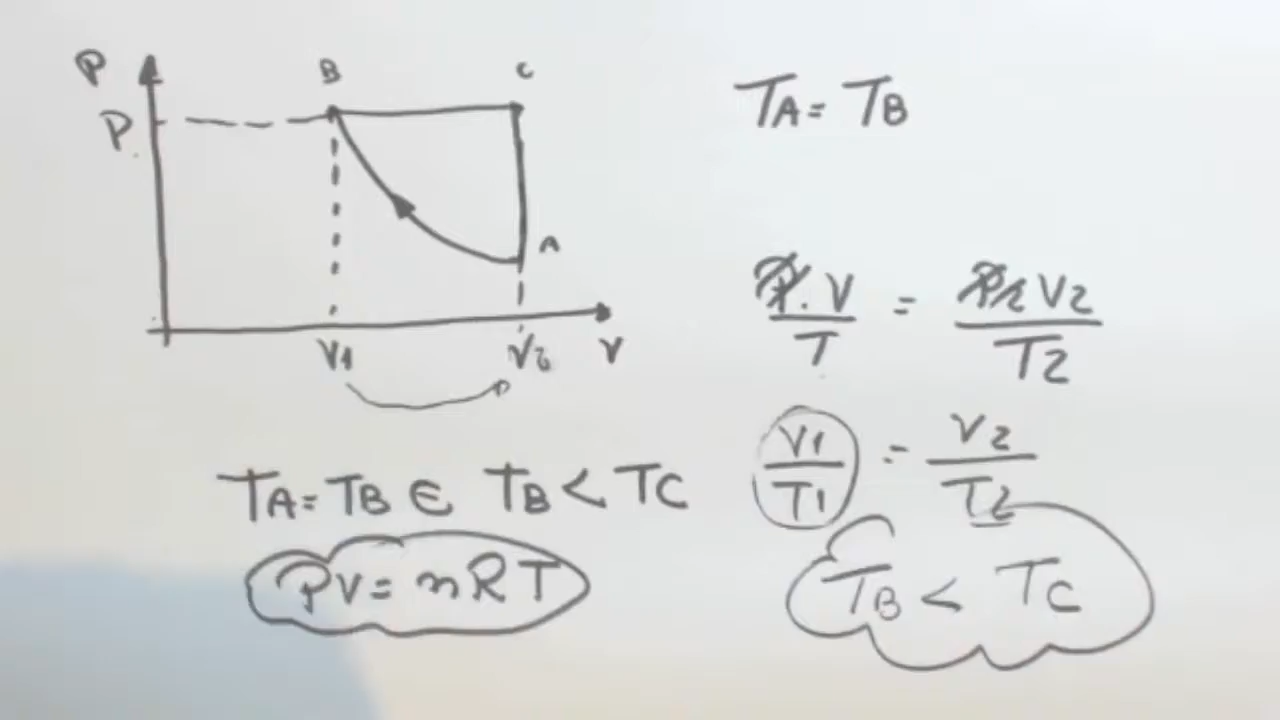 P
B
C
P
A
V1
V2
V
TA = TB E TB < TC
PV = nRT
TA = TB
P. V / T = P2 V2 / T2
V1 / T1 = V2 / T2
TB < TC